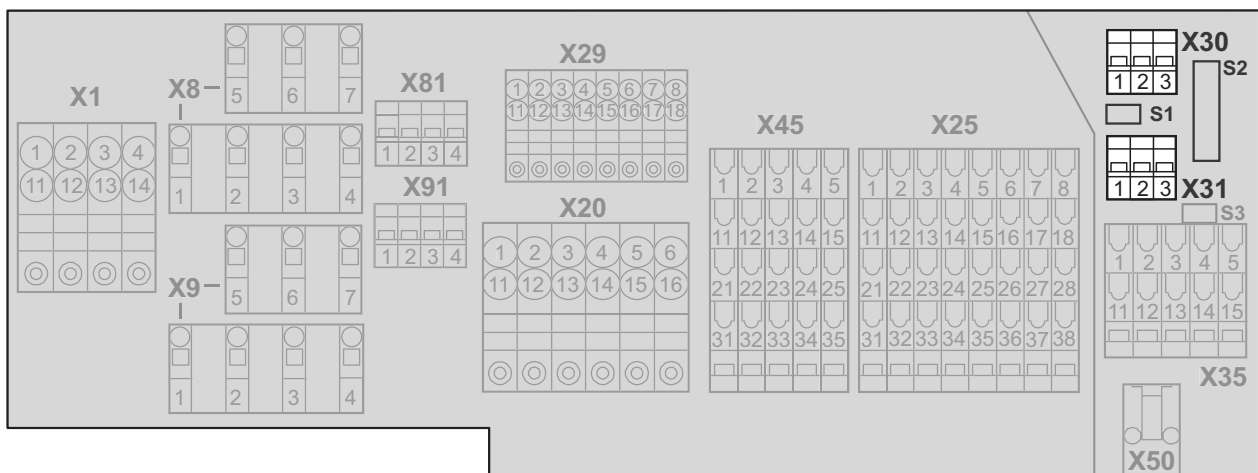 X1
1 2 3 4
11 12 13 14
X8
5 6 7
1 2 3 4
X9
5 6 7
1 2 3 4
X81
1 2 3 4
X91
1 2 3 4
X29
1 2 3 4 5 6 7 8
11 12 13 14 15 16 17 18
X20
1 2 3 4 5 6
11 12 13 14 15 16
X45
1 2 3 4 5
11 12 13 14 15
21 22 23 24 25
31 32 33 34 35
X25
1 2 3 4 5 6 7 8
11 12 13 14 15 16 17 18
21 22 23 24 25 26 27 28
31 32 33 34 35 36 37 38
X30
1 2 3
S2
S1
1 2 3
X31
S3
1 2 3 4 5
11 12 13 14 15
X35
X50